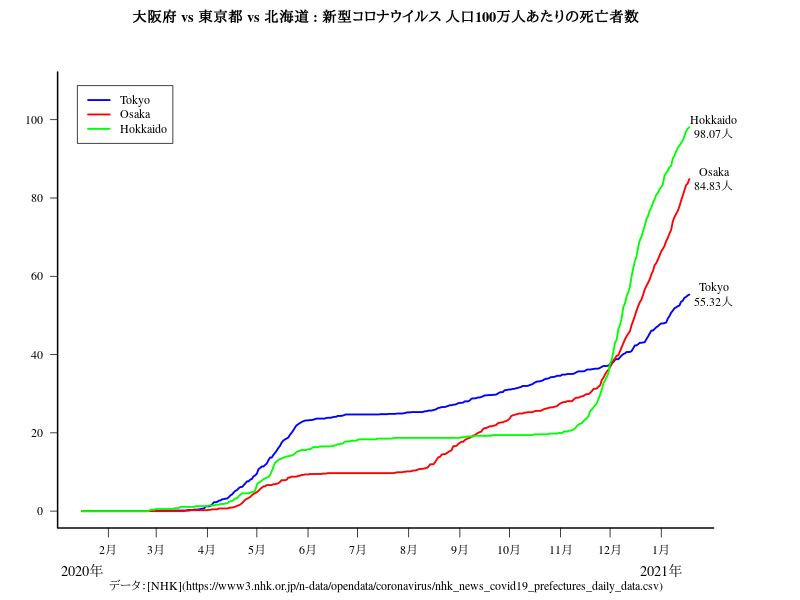 大阪府 vs 東京都 vs 北海道 : 新型コロナウイルス 人口100万人あたりの死亡者数
Tokyo
Osaka
Hokkaido
100
80
60
40
20
0
Hokkaido
98.07人
Osaka
84.83人
Tokyo
55.32人
2月 3月 4月 5月 6月 7月 8月 9月 10月 11月 12月 1月
2020年 2021年
データ：[NHK](https://www3.nhk.or.jp/n-data/opendata/coronavirus/nhk_news_covid19_prefectures_daily_data.csv)